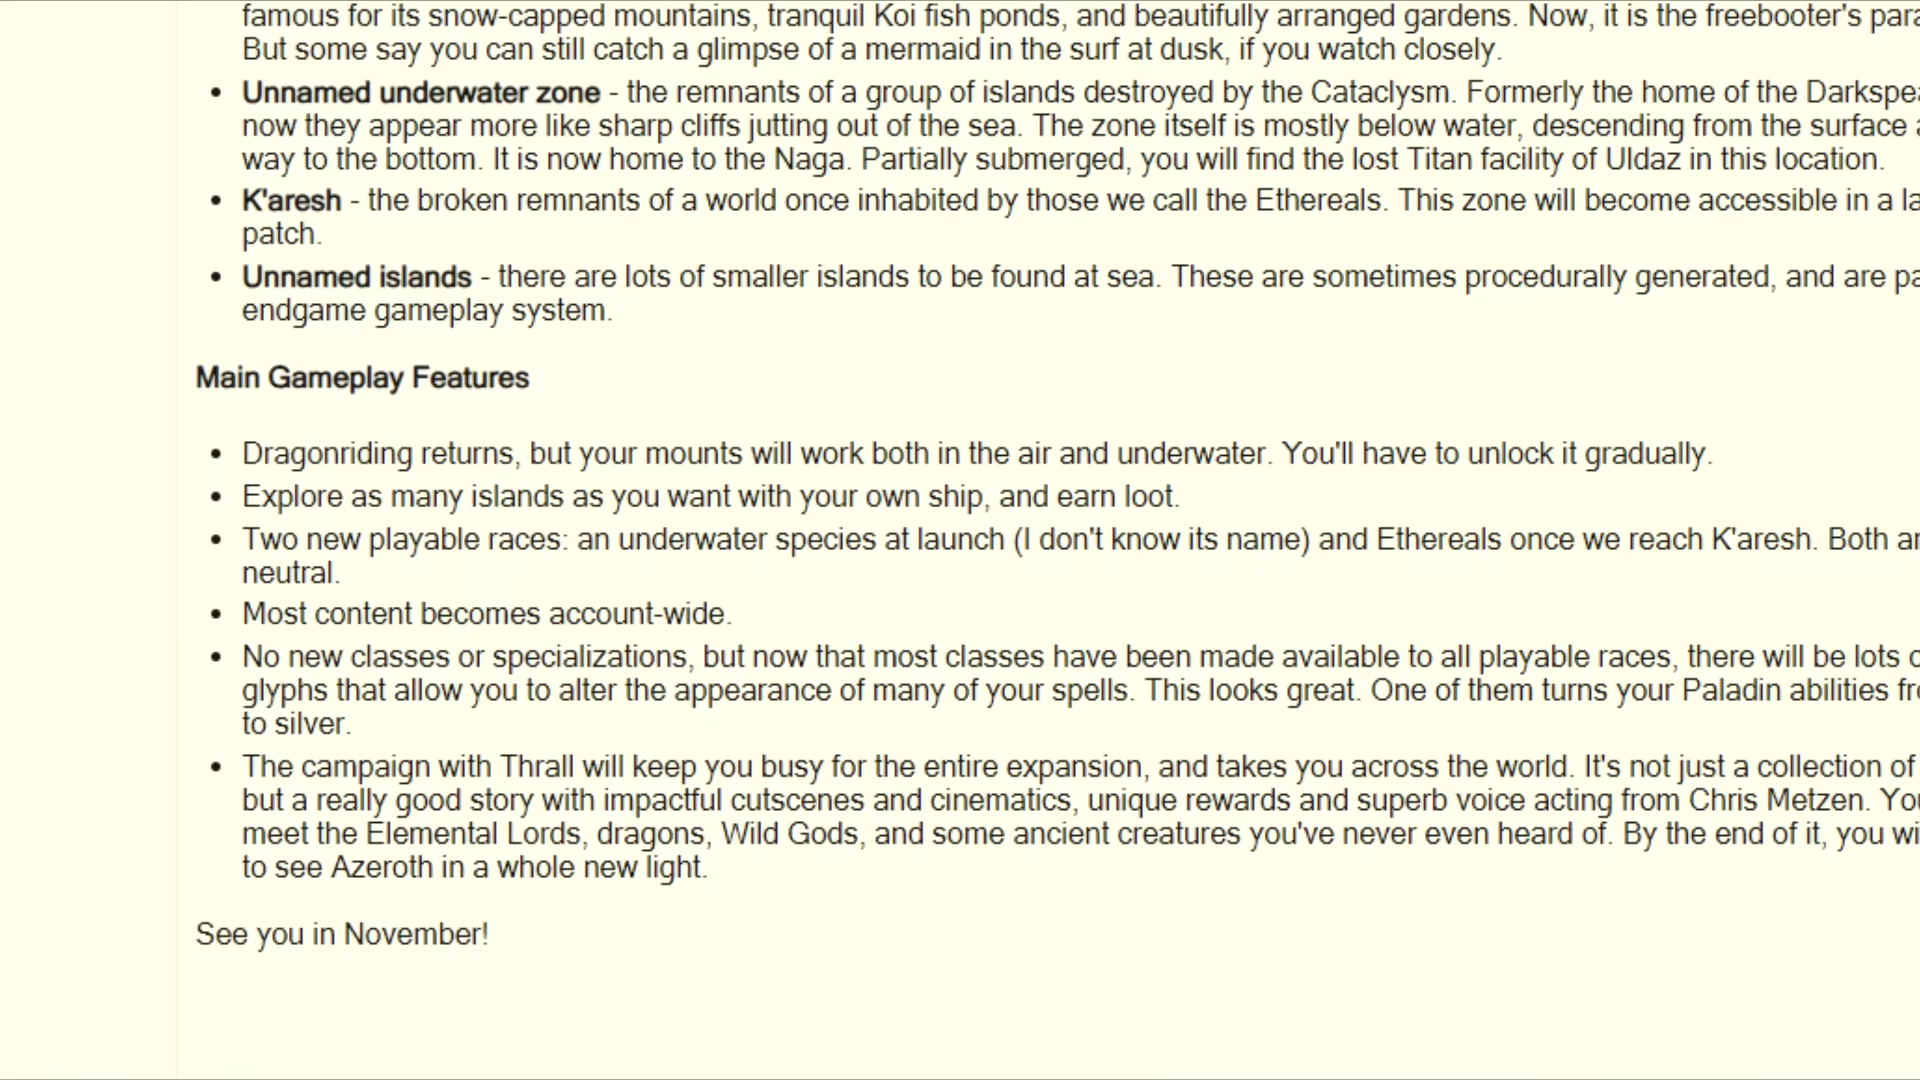 famous for its snow-capped mountains, tranquil Koi fish ponds, and beautifully arranged gardens. Now, it is the freebooter's
But some say you can still catch a glimpse of a mermaid in the surf at dusk, if you watch closely.
• Unnamed underwater zone - the remnants of a group of islands destroyed by the Cataclysm. Formerly the home of the
now they appear more like sharp cliffs jutting out of the sea. The zone itself is mostly below water, descending from the surface
way to the bottom. It is now home to the Naga. Partially submerged, you will find the lost Titan facility of Uldaz in this location.
• K'aresh - the broken remnants of a world once inhabited by those we call the Ethereals. This zone will become accessible in a
patch.
• Unnamed islands - there are lots of smaller islands to be found at sea. These are sometimes procedurally generated, and are
endgame gameplay system.
Main Gameplay Features
• Dragonriding returns, but your mounts will work both in the air and underwater. You'll have to unlock it gradually.
• Explore as many islands as you want with your own ship, and earn loot.
• Two new playable races: an underwater species at launch (I don't know its name) and Ethereals once we reach K'aresh. Both
neutral.
• Most content becomes account-wide.
• No new classes or specializations, but now that most classes have been made available to all playable races, there will be lots
glyphs that allow you to alter the appearance of many of your spells. This looks great. One of them turns your Paladin abilities
to silver.
• The campaign with Thrall will keep you busy for the entire expansion, and takes you across the world. It's not just a collection of
but a really good story with impactful cutscenes and cinematics, unique rewards and superb voice acting from Chris Metzen.
meet the Elemental Lords, dragons, Wild Gods, and some ancient creatures you've never even heard of. By the end of it, you
to see Azeroth in a whole new light.
See you in November!